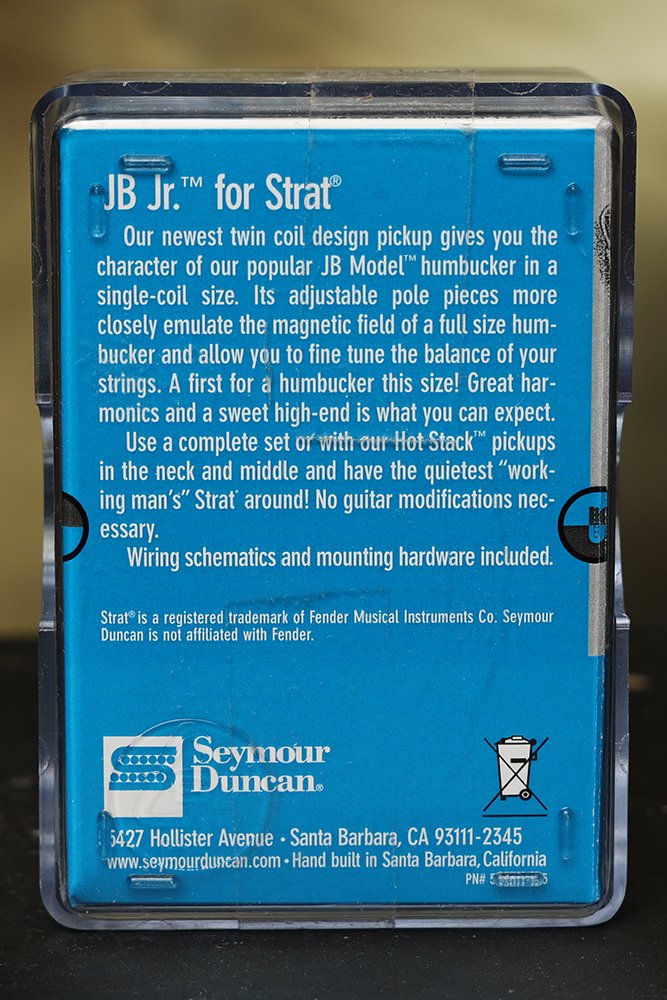 JB Jr.™ for Strat®
Our newest twin coil design pickup gives you the
character of our popular JB Model™ humbucker in a
single-coil size. Its adjustable pole pieces more
closely emulate the magnetic field of a full size hum-
bucker and allow you to fine tune the balance of your
strings. A first for a humbucker this size! Great har-
monics and a sweet high-end is what you can expect.
Use a complete set or with our Hot Stack™ pickups
in the neck and middle and have the quietest “work-
ing man’s” Strat® around! No guitar modifications nec-
essary.
Wiring schematics and mounting hardware included.
Strat® is a registered trademark of Fender Musical Instruments Co. Seymour
Duncan is not affiliated with Fender.
Seymour
Duncan®
5427 Hollister Avenue • Santa Barbara, CA 93111-2345
www.seymourduncan.com • Hand built in Santa Barbara, California
PN#